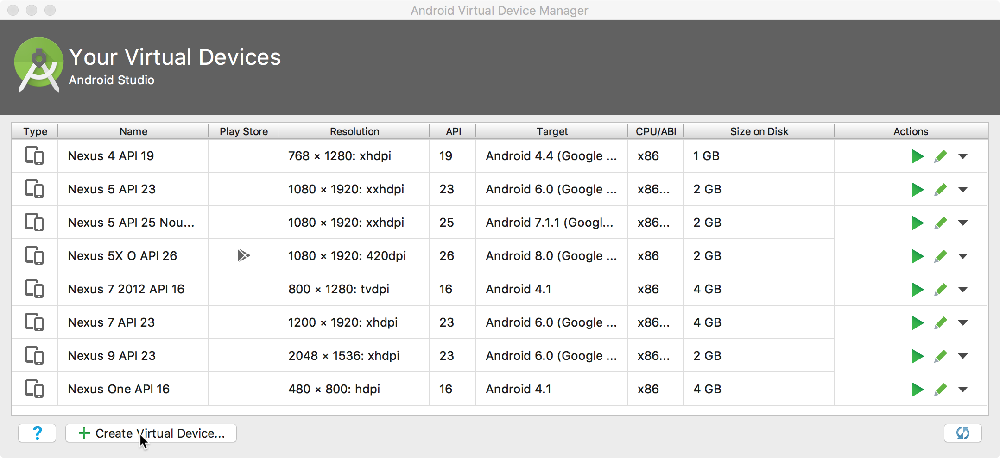 Android Virtual Device Manager
Your Virtual Devices
Android Studio
Type Name Play Store Resolution API Target CPU/ABI Size on Disk Actions
Nexus 4 API 19 768 × 1280: xhdpi 19 Android 4.4 (Google ... x86 1 GB
Nexus 5 API 23 1080 × 1920: xxhdpi 23 Android 6.0 (Google ... x86... 2 GB
Nexus 5 API 25 Nou... 1080 × 1920: xxhdpi 25 Android 7.1.1 (Googl... x86... 2 GB
Nexus 5X O API 26 1080 × 1920: 420dpi 26 Android 8.0 (Google ... x86 2 GB
Nexus 7 2012 API 16 800 × 1280: tvdpi 16 Android 4.1 x86 4 GB
Nexus 7 API 23 1200 × 1920: xhdpi 23 Android 6.0 (Google ... x86... 4 GB
Nexus 9 API 23 2048 × 1536: xhdpi 23 Android 6.0 (Google ... x86... 2 GB
Nexus One API 16 480 × 800: hdpi 16 Android 4.1 x86 4 GB
? + Create Virtual Device...